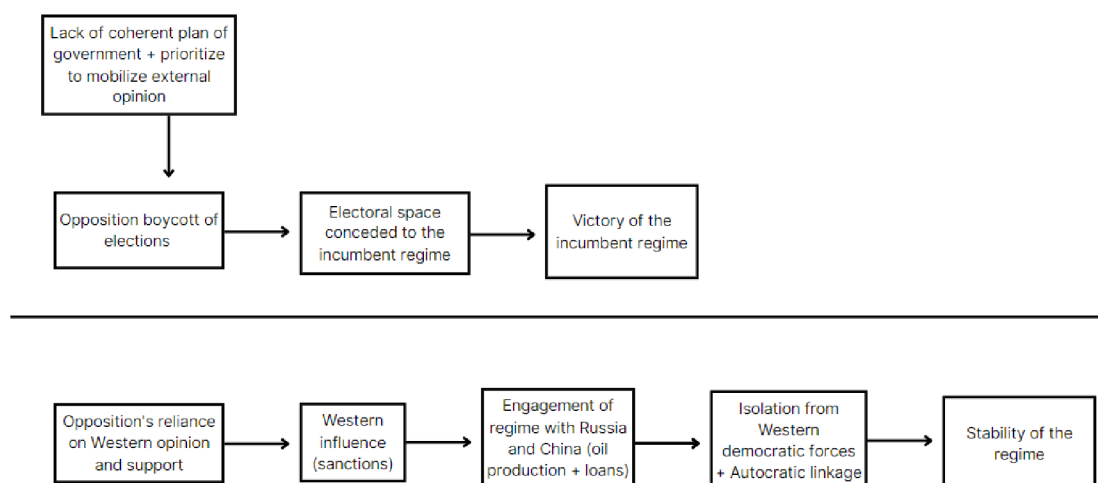 Lack of coherent plan of
government + prioritize
to mobilize external
opinion
Opposition boycott of
elections
Electoral space
conceded to the
incumbent regime
Victory of the
incumbent regime
Opposition's reliance
on Western opinion
and support
Western
influence
(sanctions)
Engagement of
regime with Russia
and China (oil
production + loans)
Isolation from
Western
democratic forces
+ Autocratic linkage
Stability of the
regime